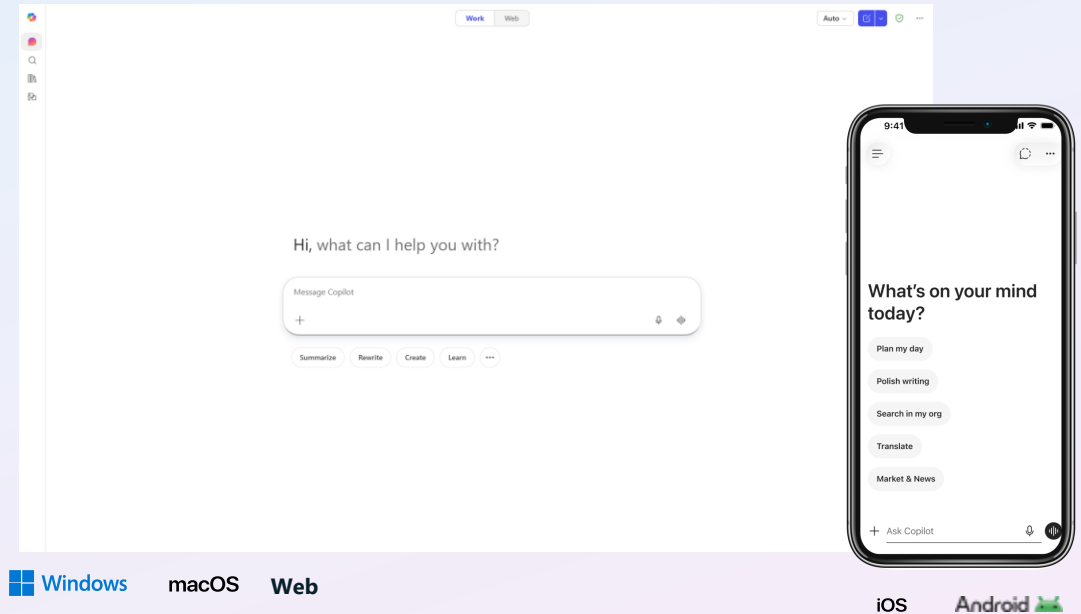 Work Web
Auto
Hi, what can I help you with?
Message Copilot
Summarize Rewrite Create Learn
9:41
What's on your mind
today?
Plan my day
Polish writing
Search in my org
Translate
Market & News
Ask Copilot
Windows macOS Web
iOS Android